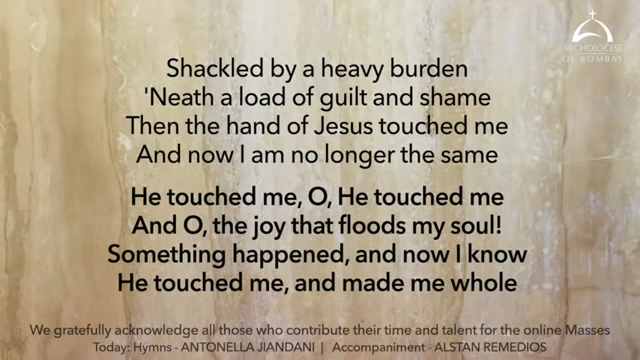 ARCHDIOCESE
OF BOMBAY
Shackled by a heavy burden
'Neath a load of guilt and shame
Then the hand of Jesus touched me
And now I am no longer the same
He touched me, O, He touched me
And O, the joy that floods my soul!
Something happened, and now I know
He touched me, and made me whole
We gratefully acknowledge all those who contribute their time and talent for the online Masses
Today: Hymns - ANTONELLA JIANDANI | Accompaniment - ALSTAN REMEDIOS